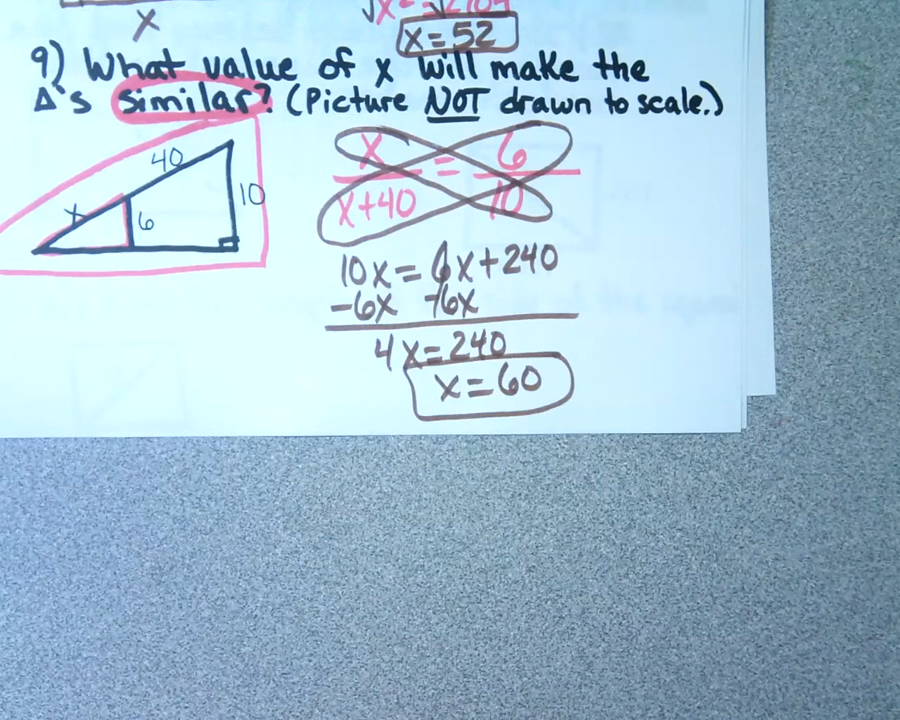 x
x = 52
9) What value of x will make the
Δ's similar? (Picture NOT drawn to scale.)
40
x
6
10
x/x+40 = 6/10
10x = 6x+240
-6x -6x
4x = 240
x = 60